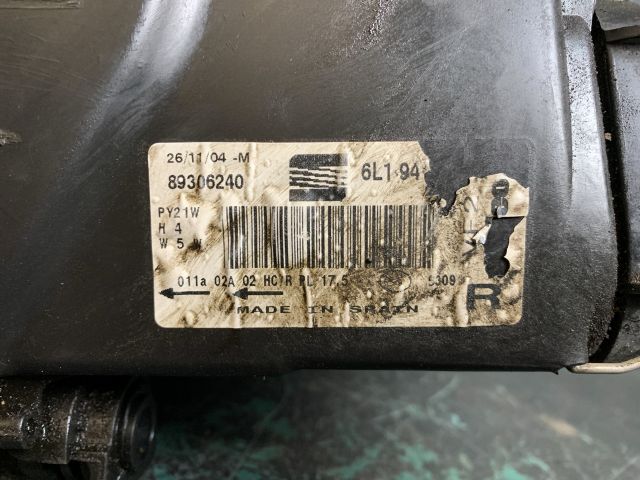 26/11/04 -M
89306240
6L1 94
PY21W
H 4
W 5 W
011a 02A 02 HC/R PL 17,5
5309
R
MADE IN SPAIN